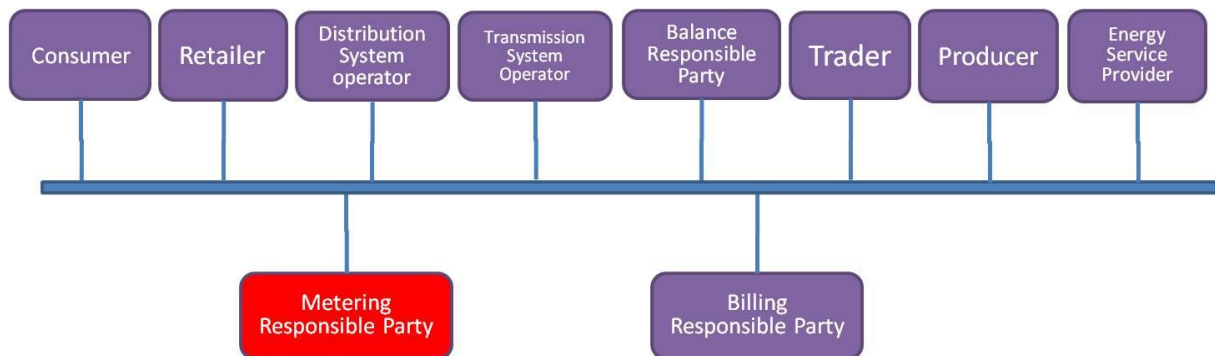 Consumer
Retailer
Distribution
System
operator
Transmission
System
Operator
Balance
Responsible
Party
Trader
Producer
Energy
Service
Provider
Metering
Responsible Party
Billing
Responsible Party